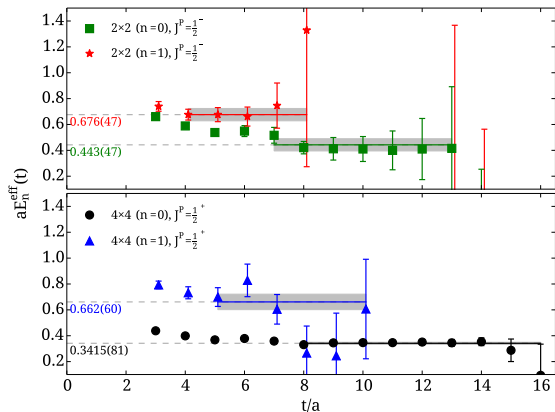 1.4
1.2
1.0
0.8
0.6
0.4
0.2
2×2 (n=0), J^P=1/2^-
2×2 (n=1), J^P=1/2^-
0.676(47)
0.443(47)
aE_n^eff(t)
1.4
1.2
1.0
0.8
0.6
0.4
0.2
4×4 (n=0), J^P=1/2^+
4×4 (n=1), J^P=1/2^+
0.662(60)
0.3415(81)
0 2 4 6 8 10 12 14 16
t/a